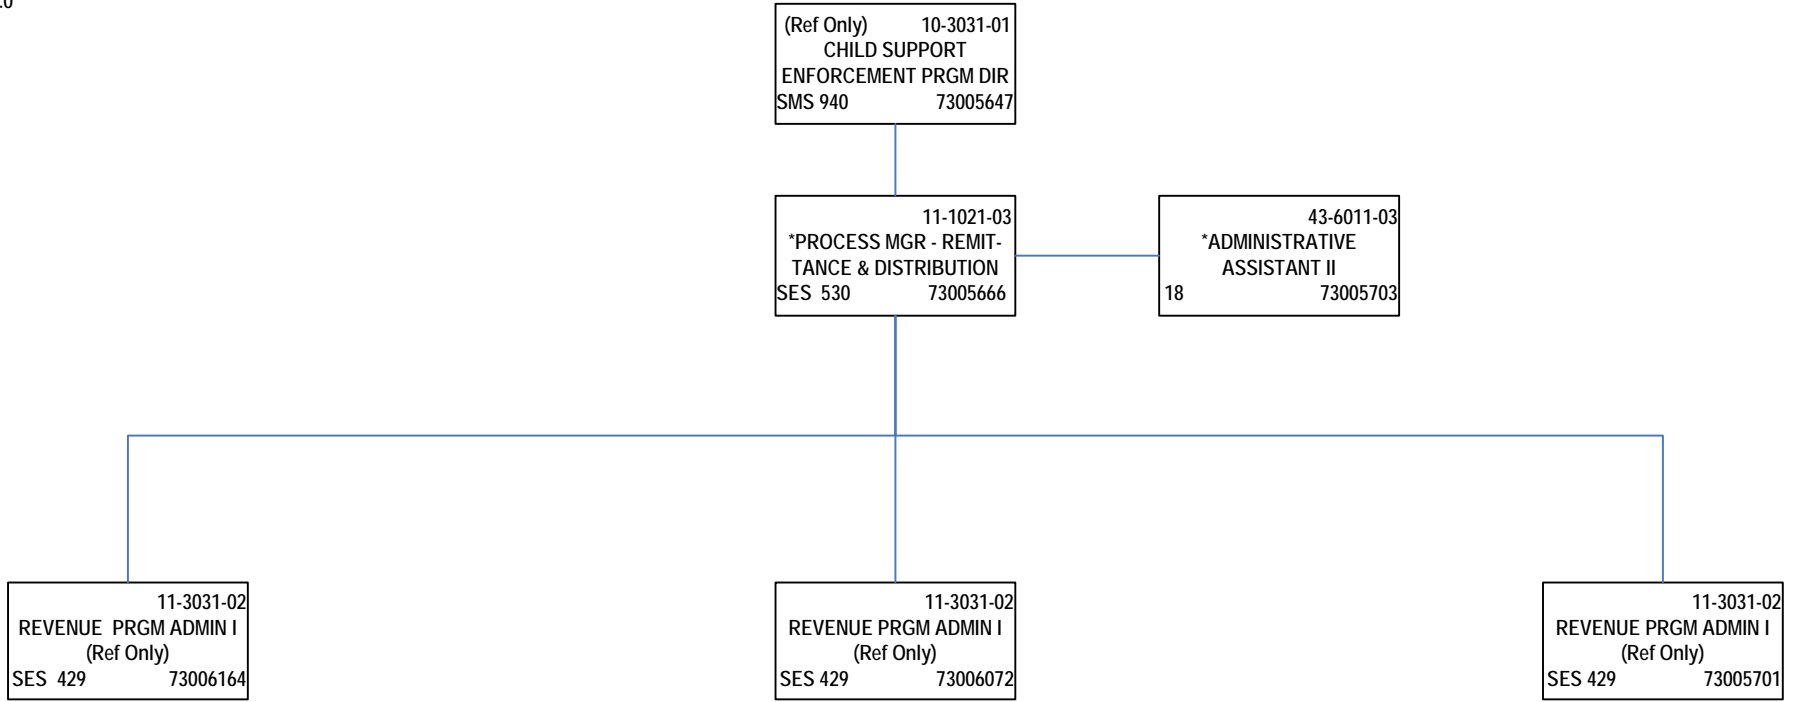 (Ref Only) 10-3031-01
CHILD SUPPORT
ENFORCEMENT PRGM DIR
SMS 940 73005647
11-1021-03
*PROCESS MGR - REMIT-
TANCE & DISTRIBUTION
SES 530 73005666
43-6011-03
*ADMINISTRATIVE
ASSISTANT II
18 73005703
11-3031-02
REVENUE PRGM ADMIN I
(Ref Only)
SES 429 73006164
11-3031-02
REVENUE PRGM ADMIN I
(Ref Only)
SES 429 73006072
11-3031-02
REVENUE PRGM ADMIN I
(Ref Only)
SES 429 73005701